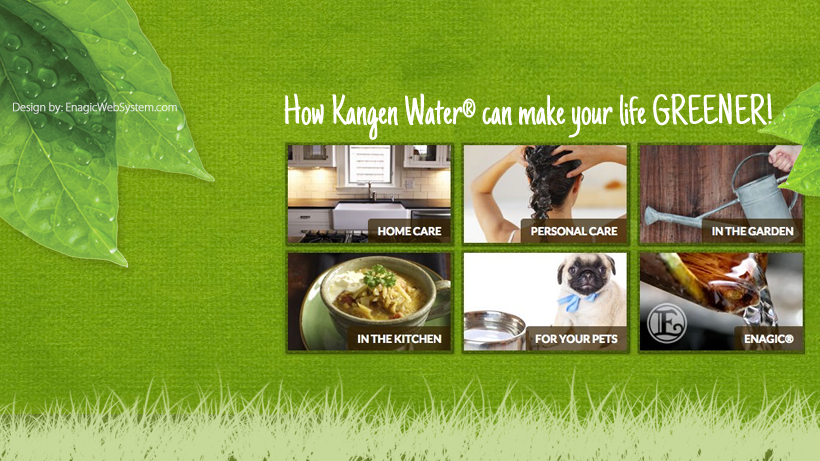 Design by: EnagicWebSystem.com
How Kangen Water® can make your life GREENER!
HOME CARE
PERSONAL CARE
IN THE GARDEN
IN THE KITCHEN
FOR YOUR PETS
E
ENAGIC®